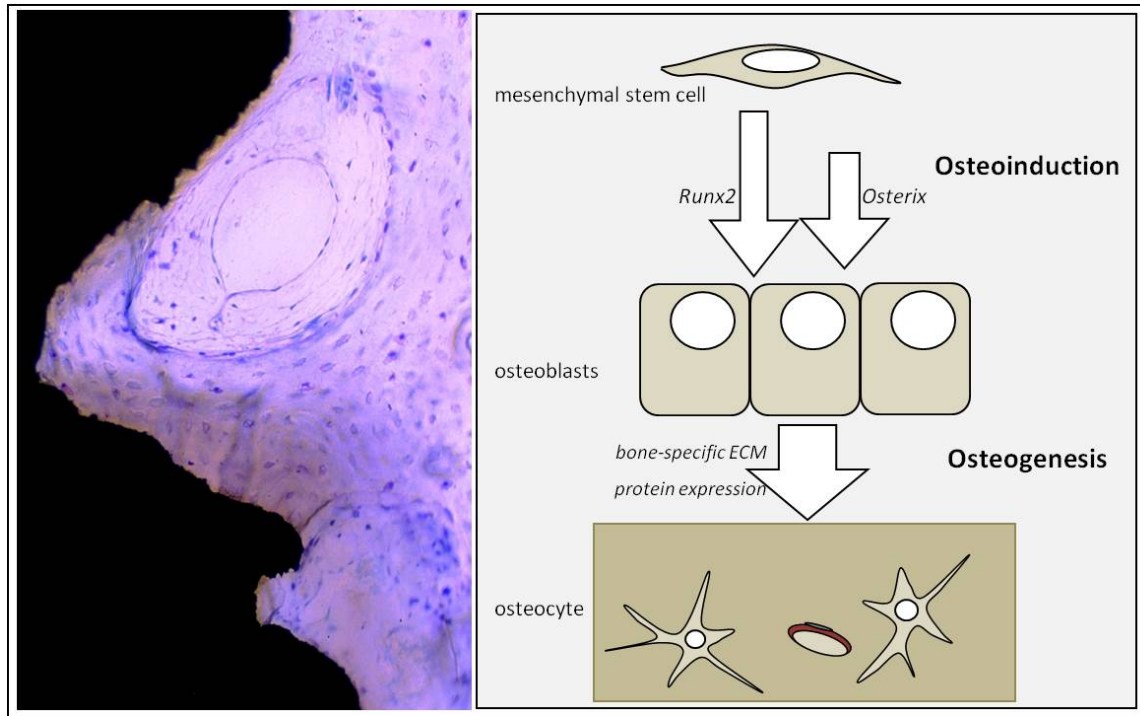 mesenchymal stem cell
Osteoinduction
Runx2
Osterix
osteoblasts
bone-specific ECM
protein expression
Osteogenesis
osteocyte